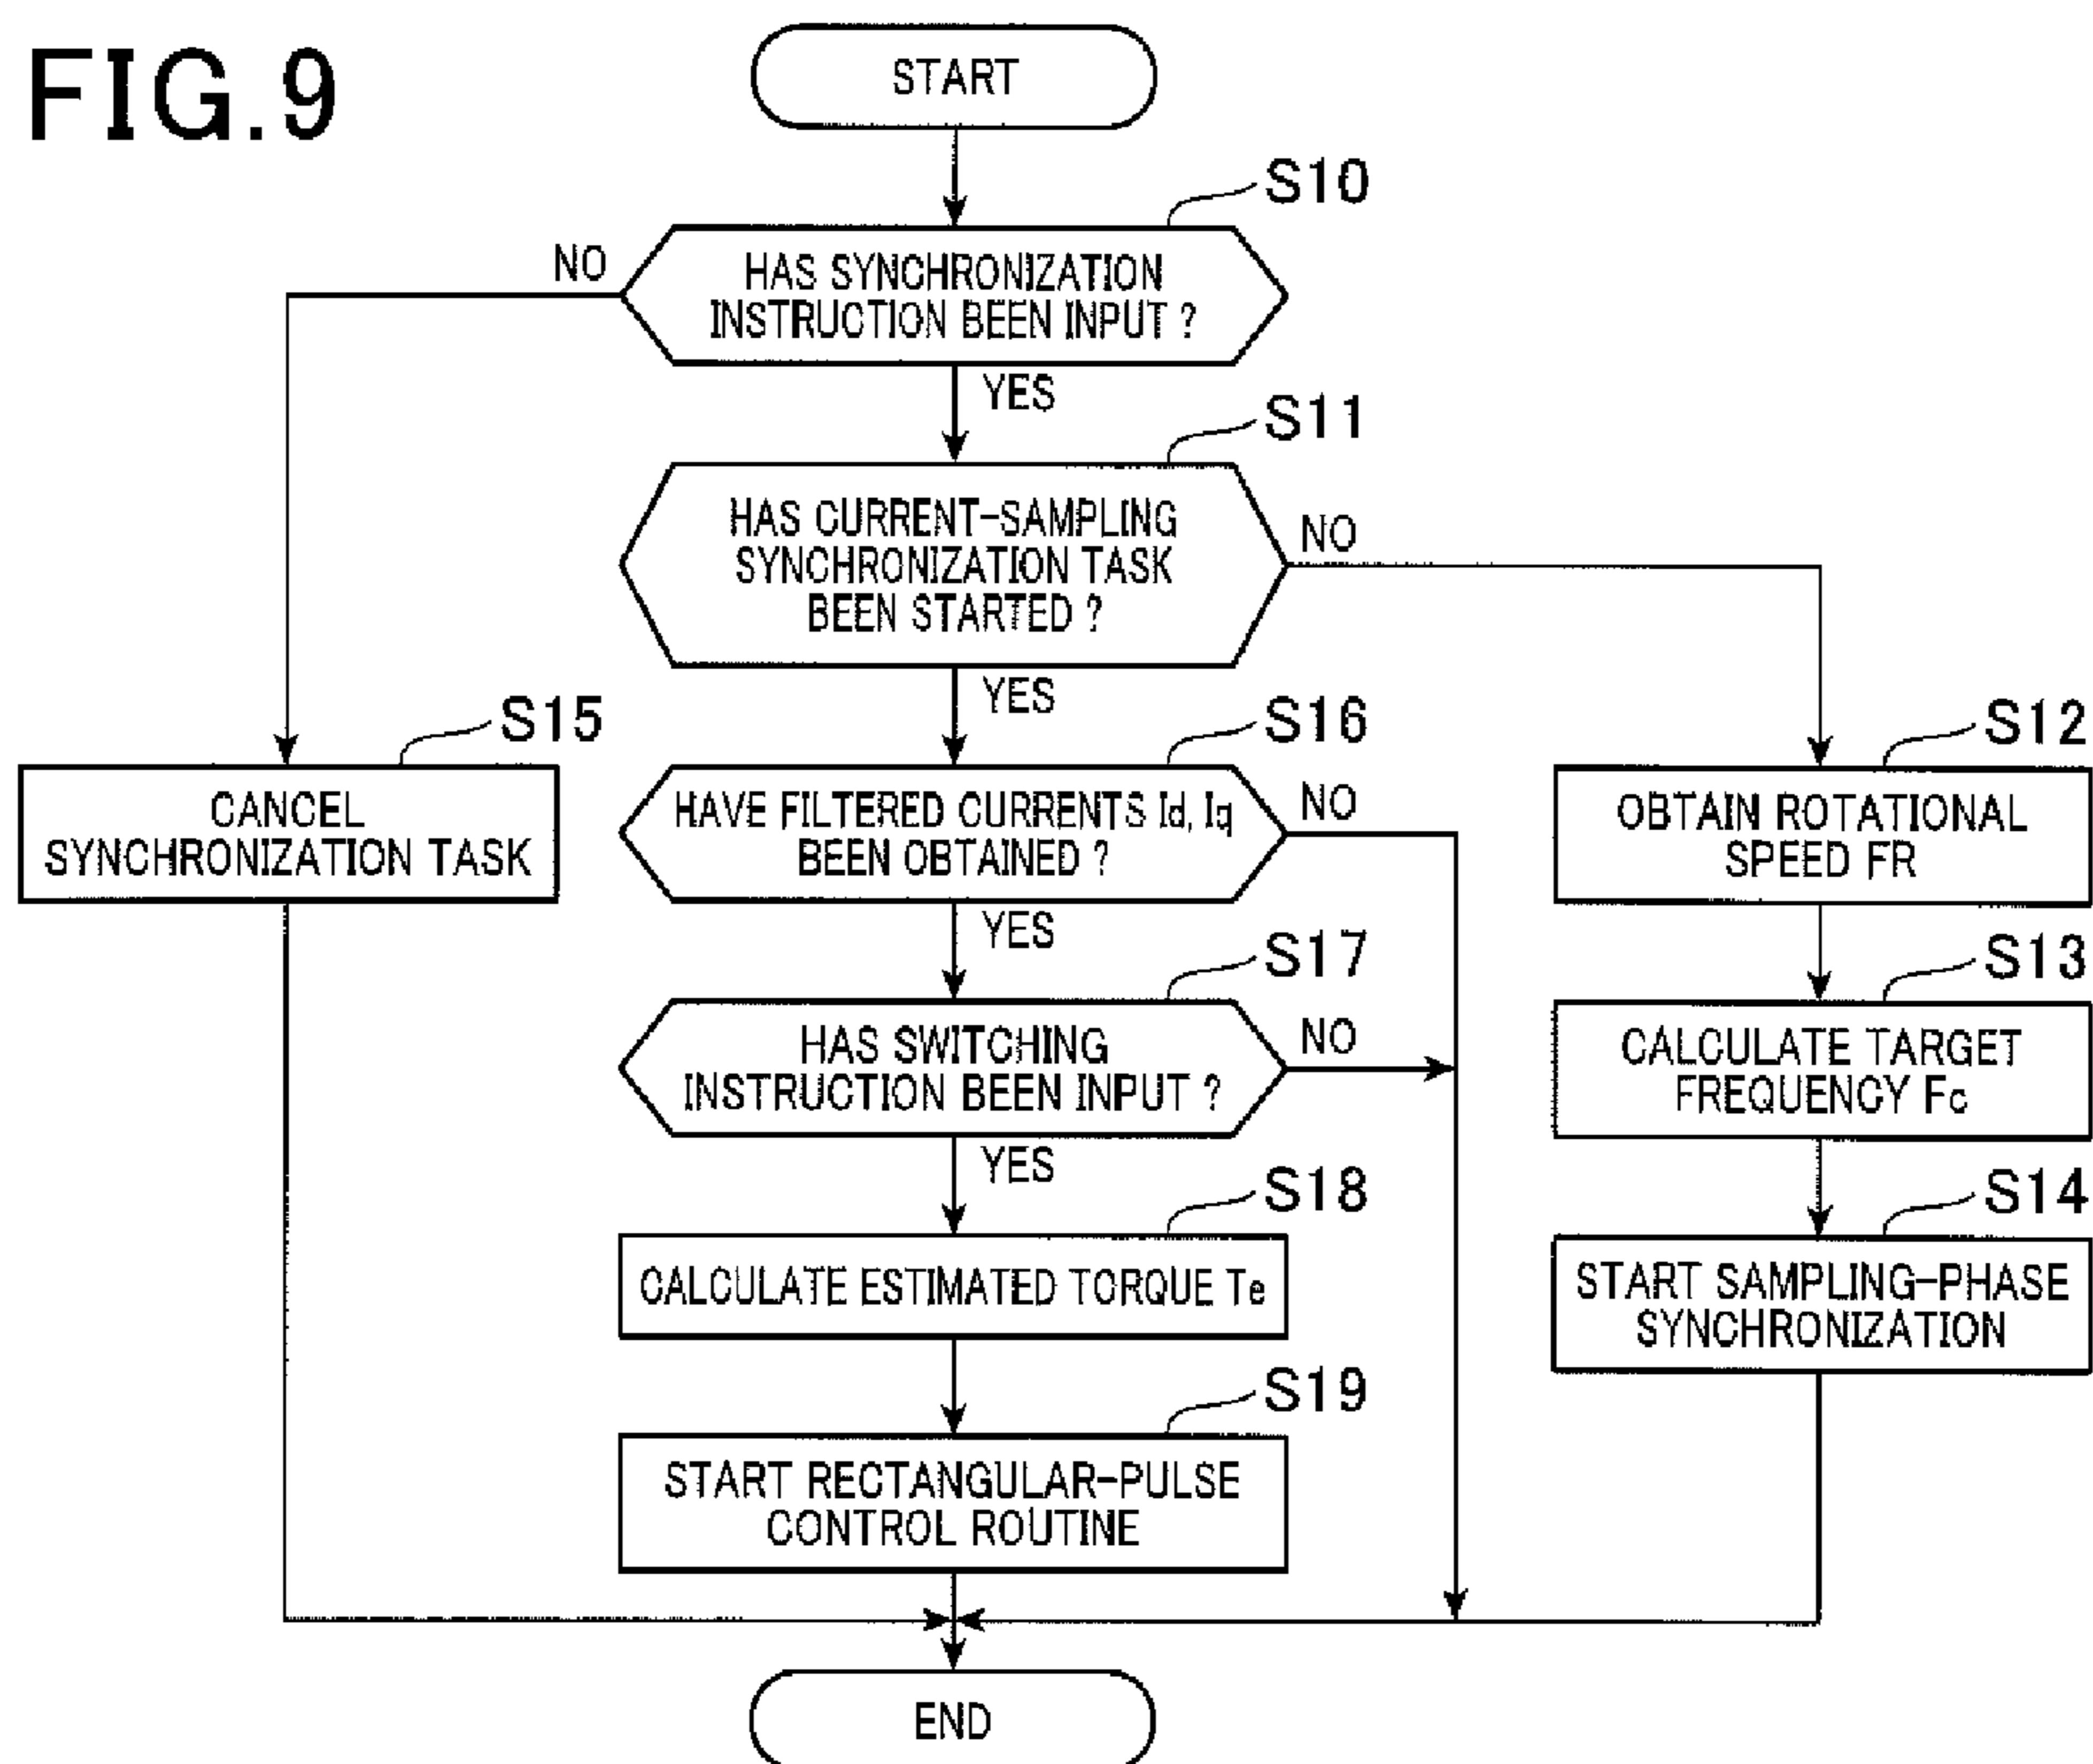 FIG.9
START
S10
NO
HAS SYNCHRONIZATION
INSTRUCTION BEEN INPUT ?
YES
S11
HAS CURRENT-SAMPLING
SYNCHRONIZATION TASK
BEEN STARTED ?
NO
YES
S15
CANCEL
SYNCHRONIZATION TASK
S16
HAVE FILTERED CURRENTS Id, Iq
BEEN OBTAINED ?
NO
YES
S12
OBTAIN ROTATIONAL
SPEED FR
S17
HAS SWITCHING
INSTRUCTION BEEN INPUT ?
NO
YES
S13
CALCULATE TARGET
FREQUENCY Fc
S18
CALCULATE ESTIMATED TORQUE Te
S14
START SAMPLING-PHASE
SYNCHRONIZATION
S19
START RECTANGULAR-PULSE
CONTROL ROUTINE
END